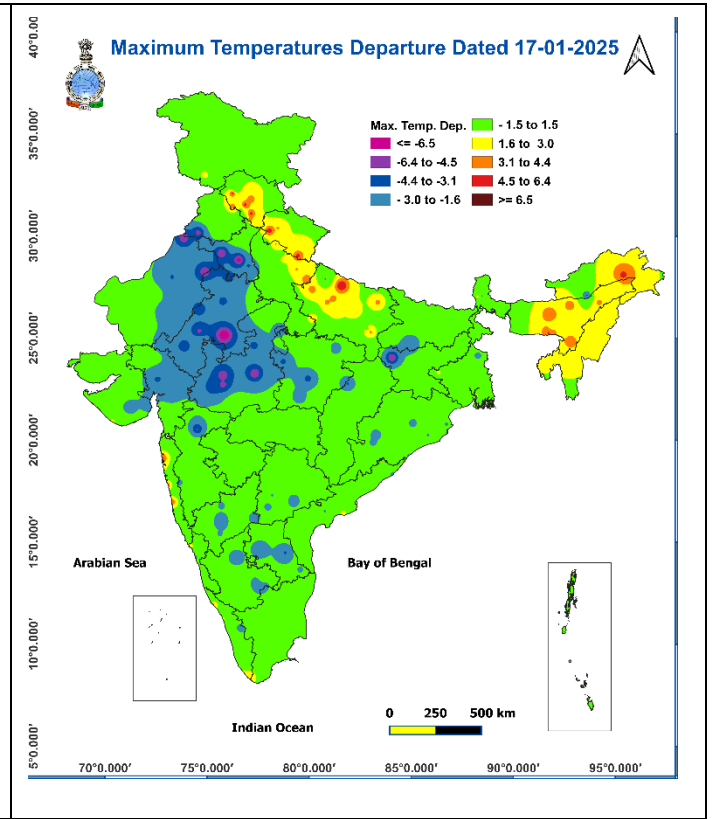 Maximum Temperatures Departure Dated 17-01-2025
Max. Temp. Dep.
<= -6.5
-6.4 to -4.5
-4.4 to -3.1
- 3.0 to -1.6
- 1.5 to 1.5
1.6 to 3.0
3.1 to 4.4
4.5 to 6.4
>= 6.5
40°0.00
35°0.000'
30°0.000'
25°0.000'
20°0.000'
15°0.000'
10°0.000'
5°0.000'
Arabian Sea
Bay of Bengal
Indian Ocean
0 250 500 km
70°0.000' 75°0.000' 80°0.000' 85°0.000' 90°0.000' 95°0.000'